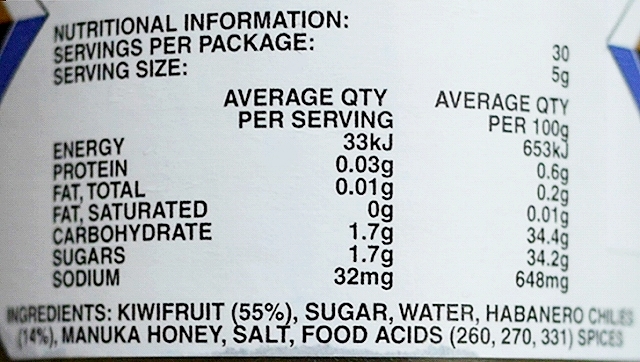 NUTRITIONAL INFORMATION:
SERVINGS PER PACKAGE: 30
SERVING SIZE: 5g
AVERAGE QTY AVERAGE QTY
PER SERVING PER 100g
ENERGY 33kJ 653kJ
PROTEIN 0.03g 0.6g
FAT, TOTAL 0.01g 0.2g
FAT, SATURATED 0g 0.01g
CARBOHYDRATE 1.7g 34.4g
SUGARS 1.7g 34.2g
SODIUM 32mg 648mg
INGREDIENTS: KIWIFRUIT (55%), SUGAR, WATER, HABANERO CHILIES
(14%), MANUKA HONEY, SALT, FOOD ACIDS (260, 270, 331) SPICES